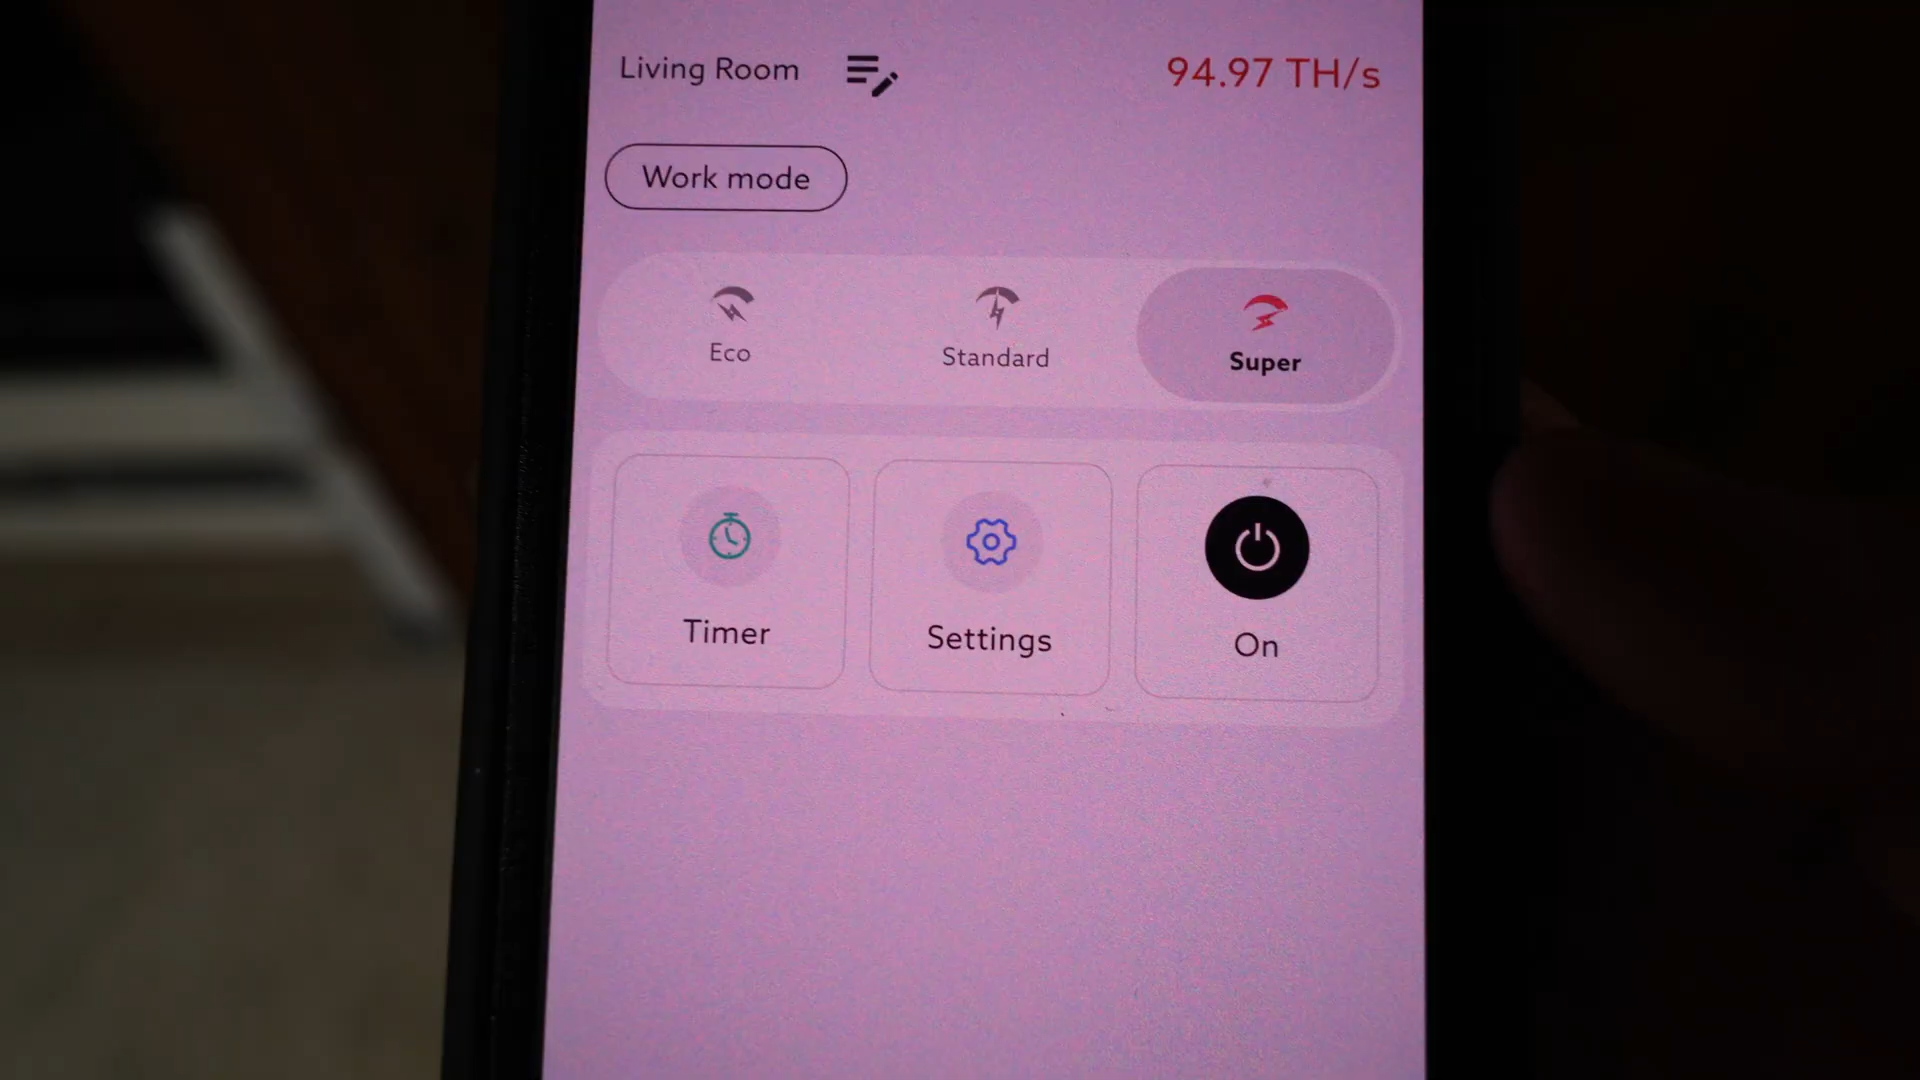 Living Room
94.97 TH/s
Work mode
Eco
Standard
Super
Timer
Settings
On